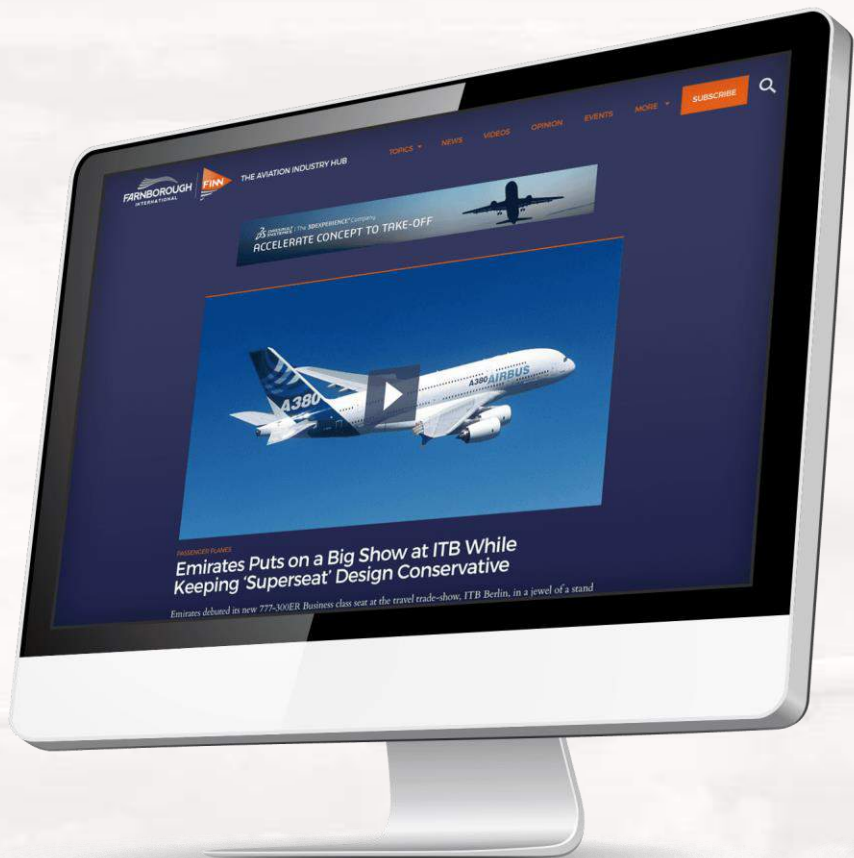 FARNBOROUGH
INTERNATIONAL
FINN
THE AVIATION INDUSTRY HUB
TOPICS
NEWS
VIDEOS
OPINION
EVENTS
MORE
SUBSCRIBE
DASSAULT SYSTEMES | The 3DEXPERIENCE® Company
ACCELERATE CONCEPT TO TAKE-OFF
A380
A380 AIRBUS
PASSENGER PLANES
Emirates Puts on a Big Show at ITB While
Keeping ‘Superseat’ Design Conservative
Emirates debuted its new 777-300ER Business class seat at the travel trade-show, ITB Berlin, in a jewel of a stand